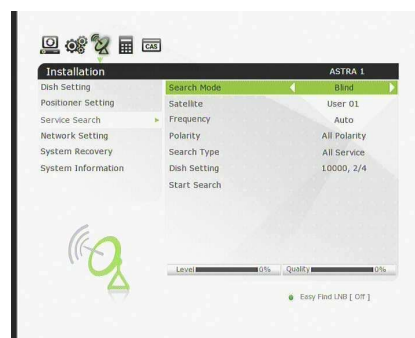 CAS
Installation ASTRA 1
Dish Setting
Positioner Setting
Service Search
Network Setting
System Recovery
System Information
Search Mode Blind
Satellite User 01
Frequency Auto
Polarity All Polarity
Search Type All Service
Dish Setting 10000, 2/4
Start Search
Level 0% Quality 0%
Easy Find LNB [ Off ]